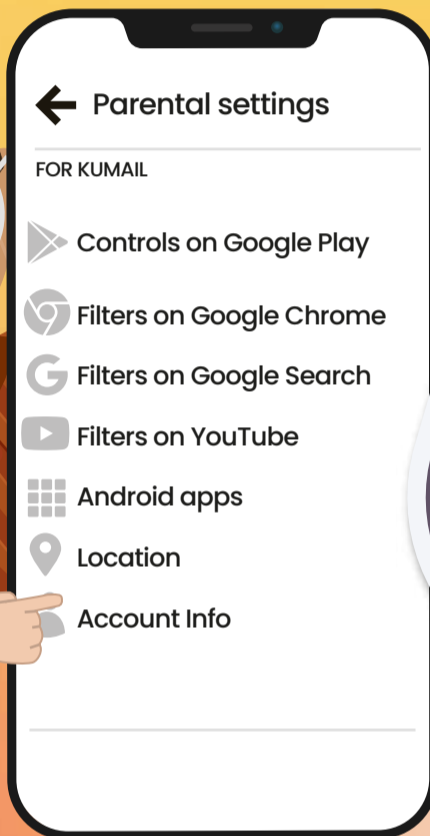 Parental settings
FOR KUMAIL
Controls on Google Play
Filters on Google Chrome
Filters on Google Search
Filters on YouTube
Android apps
Location
Account Info